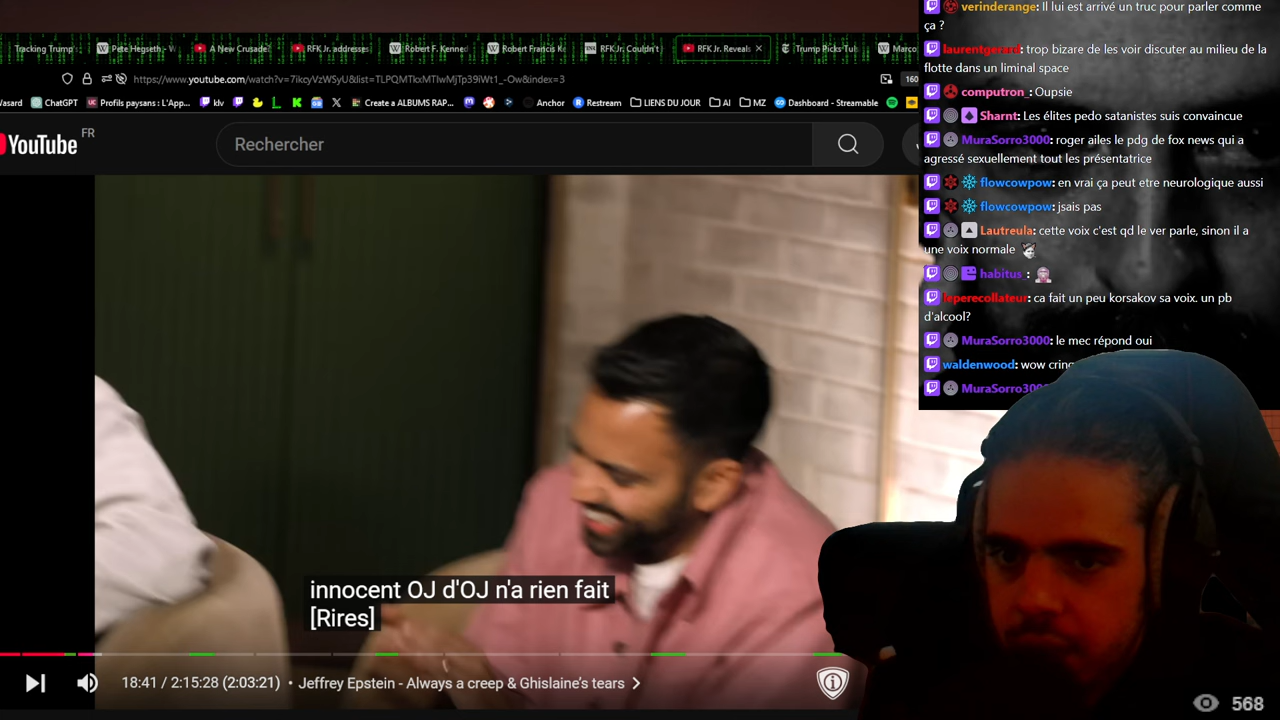 Tracking Trump
Pete Hegseth - W
A New Crusade?
RFK Jr. addresses
Robert F. Kenne
Robert Francis Ke
RFK Jr. Couldn't
RFK Jr. Reveals
Trump Picks Tul
Marco
https://www.youtube.com/watch?v=7ikcyVzWSyU&list=TLPQMTkxMTIwMjTp39iWt1_-Ow&index=3
160
Wasard
ChatGPT
Profils paysans : L'App...
klv
Create a ALBUMS RAP...
Anchor
Restream
LIENS DU JOUR
AI
MZ
Dashboard - Streamable
YouTube FR
Rechercher
innocent OJ d'OJ n'a rien fait
[Rires]
18:41 / 2:15:28 (2:03:21) • Jeffrey Epstein - Always a creep & Ghislaine's tears
verinderange: Il lui est arrivé un truc pour parler comme
ça ?
laurentgerard: trop bizare de les voir discuter au milieu de la
flotte dans un liminal space
computron_: Oupsie
Sharnt: Les élites pedo satanistes suis convaincue
MuraSorro3000: roger ailes le pdg de fox news qui a
agressé sexuellement tout les présentatrice
flowcowpow: en vrai ça peut etre neurologique aussi
flowcowpow: jsais pas
Lautreula: cette voix c'est qd le ver parle, sinon il a
une voix normale
habitus :
leperecollateur: ca fait un peu korsakov sa voix. un pb
d'alcool?
MuraSorro3000: le mec répond oui
waldenwood: wow cring
MuraSorro300
568